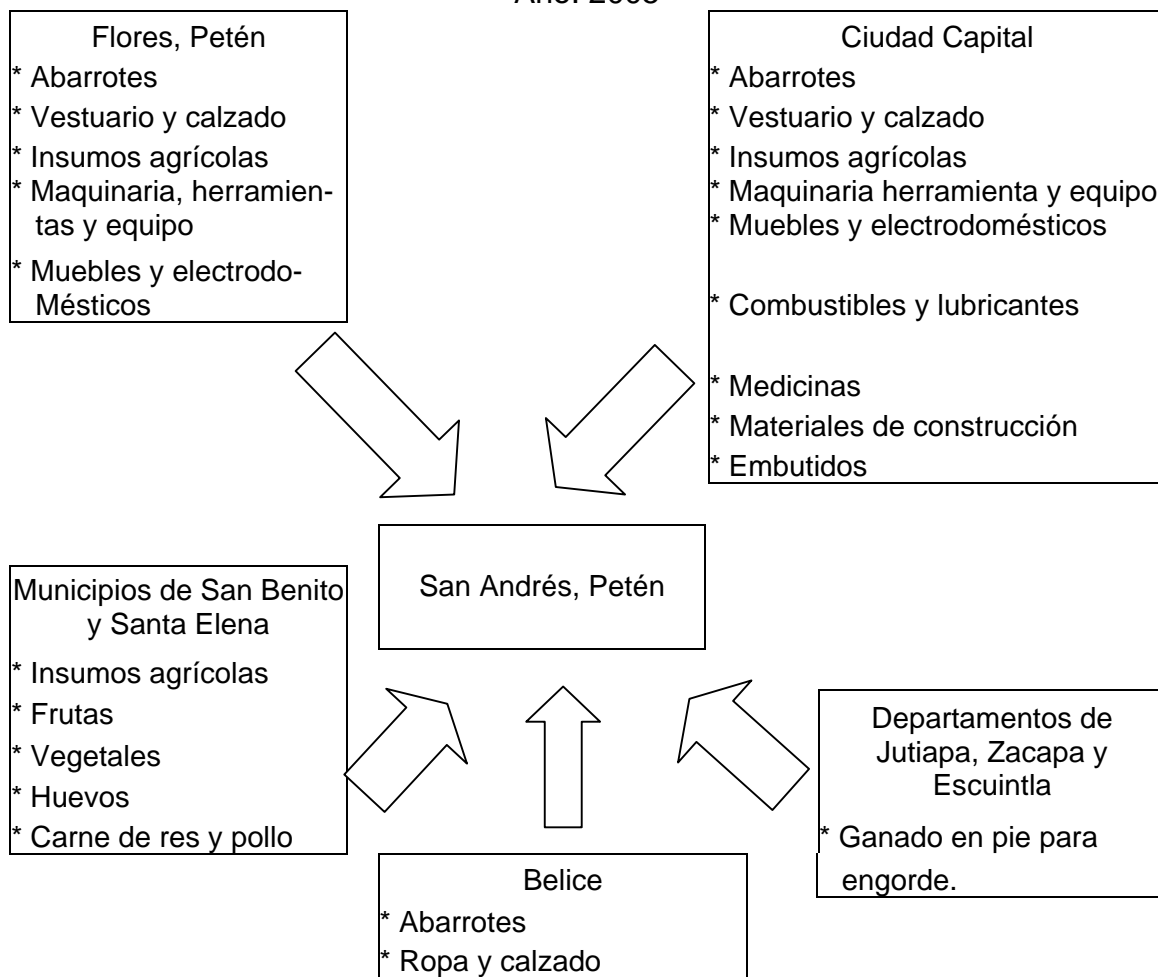 Flores, Petén
* Abarrotes
* Vestuario y calzado
* Insumos agrícolas
* Maquinaria, herramien-
tas y equipo
* Muebles y electrodo-
Mésticos
Ciudad Capital
* Abarrotes
* Vestuario y calzado
* Insumos agrícolas
* Maquinaria herramienta y equipo
* Muebles y electrodomésticos
* Combustibles y lubricantes
* Medicinas
* Materiales de construcción
* Embutidos
San Andrés, Petén
Municipios de San Benito
y Santa Elena
* Insumos agrícolas
* Frutas
* Vegetales
* Huevos
* Carne de res y pollo
Belice
* Abarrotes
* Ropa y calzado
Departamentos de
Jutiapa, Zacapa y
Escuintla
* Ganado en pie para
engorde.